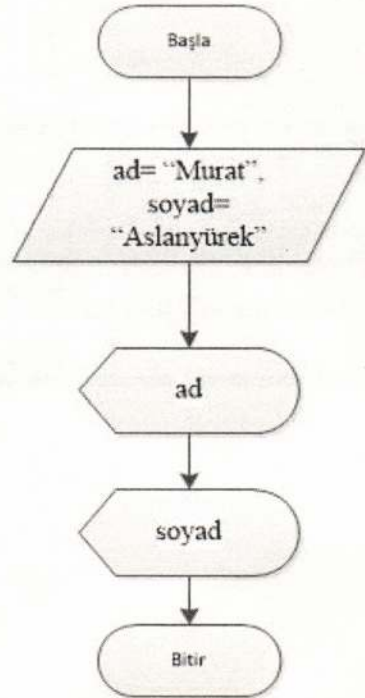 Başla
ad= “Murat”,
soyad=
“Aslanyürek”
ad
soyad
Bitir